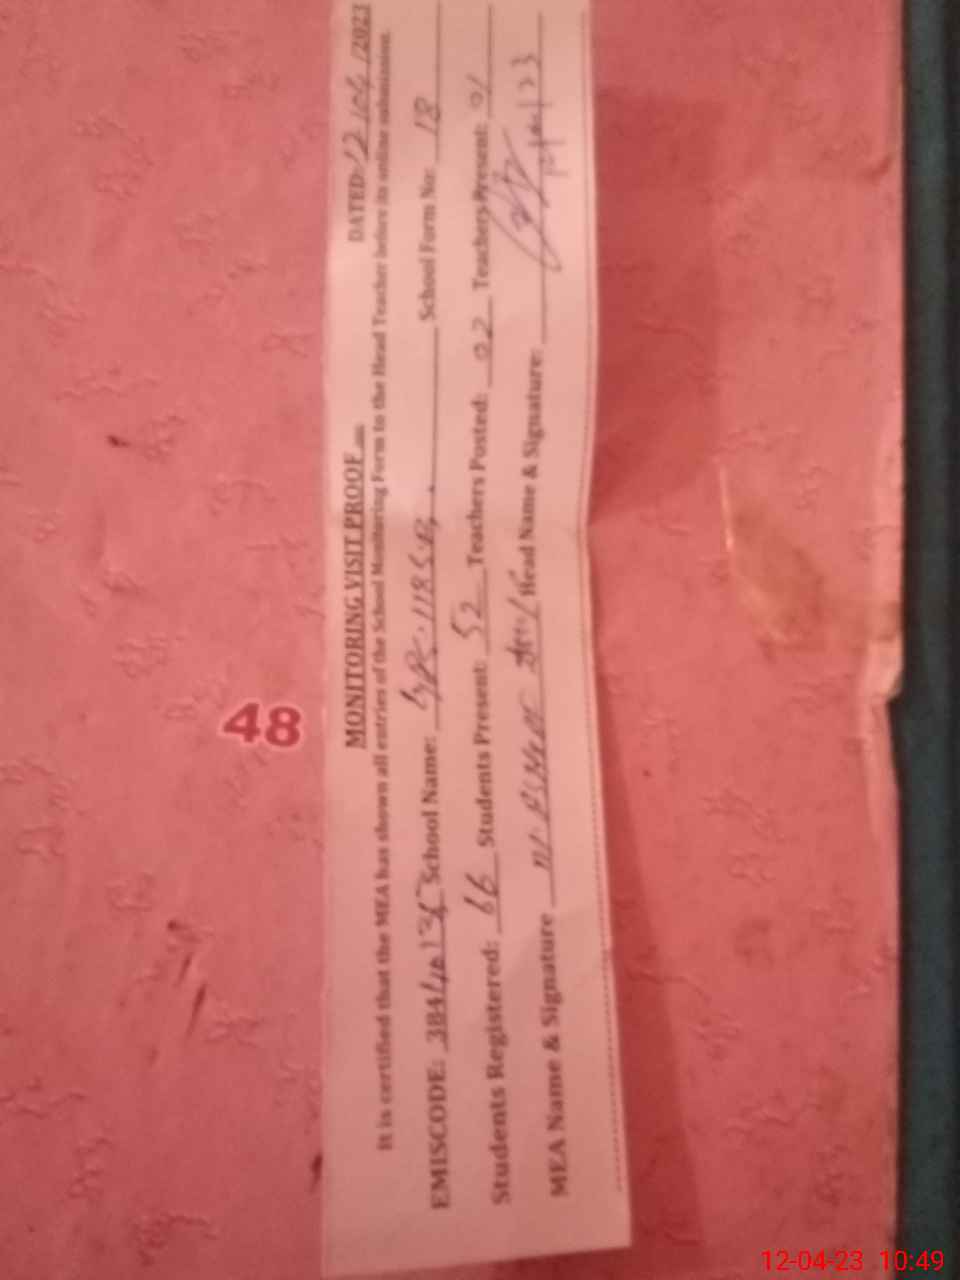 MONITORING VISIT PROOF DATED: 12/04/2023
It is certified that the MEA has shown all entries of the School Monitoring Form to the Head Teacher before its online submission.
EMISCODE: 384 School Name: GPS 118 SB School Form No: 18
Students Registered: 66 Students Present: 52 Teachers Posted: 02 Teachers Present: 01
MEA Name & Signature Head Name & Signature:
48
12-04-23 10:49